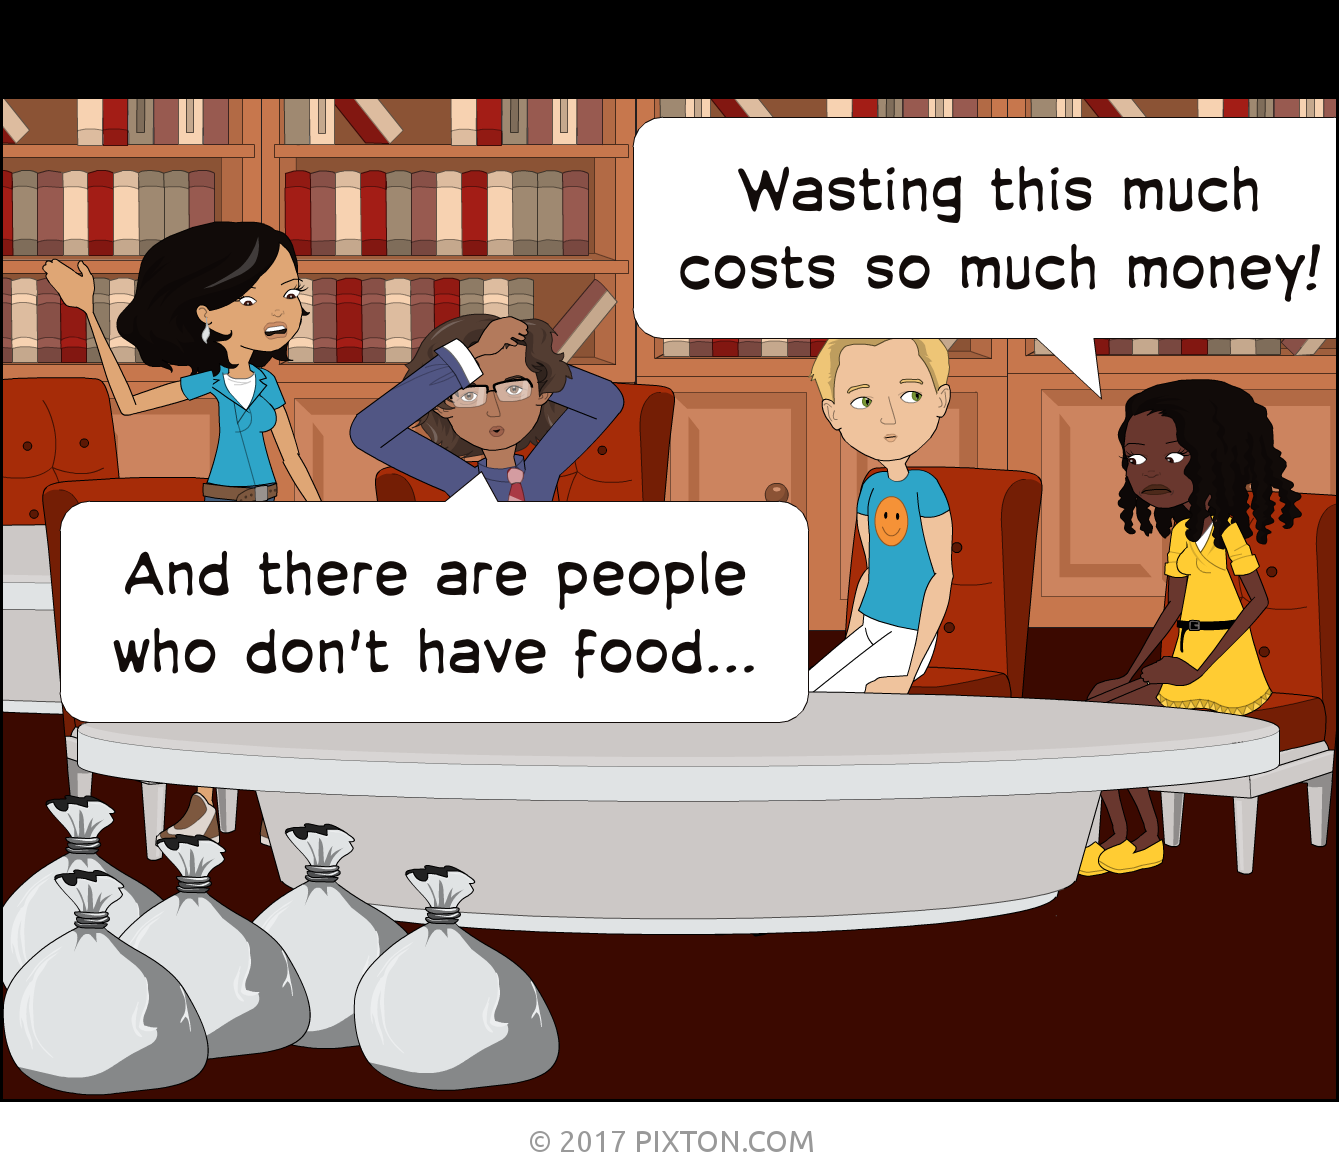 Wasting this much
costs so much money!
And there are people
who don't have food...
© 2017 PIXTON.COM